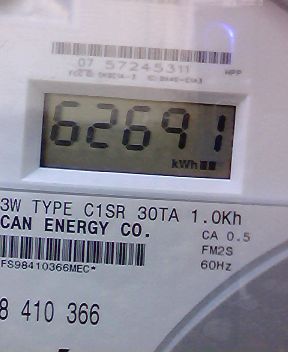 07 57245311 NPP
62691
kWh
3W TYPE C1SR 30TA 1.0Kh
CAN ENERGY CO. CA 0.5
FM2S
FS98410366MEC* 60Hz
8 410 366